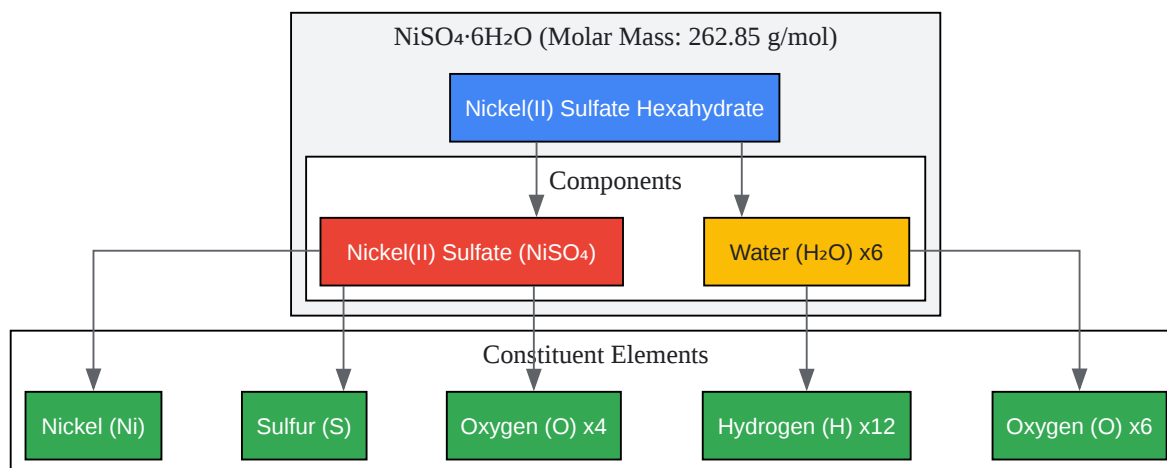 NiSO₄·6H₂O (Molar Mass: 262.85 g/mol)
Nickel(II) Sulfate Hexahydrate
Components
Nickel(II) Sulfate (NiSO₄)
Water (H₂O) x6
Constituent Elements
Nickel (Ni)
Sulfur (S)
Oxygen (O) x4
Hydrogen (H) x12
Oxygen (O) x6